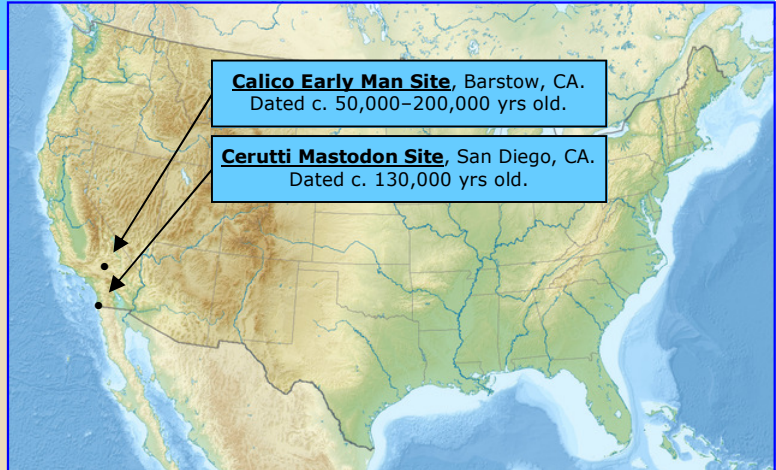 Calico Early Man Site, Barstow, CA.
Dated c. 50,000–200,000 yrs old.
Cerutti Mastodon Site, San Diego, CA.
Dated c. 130,000 yrs old.